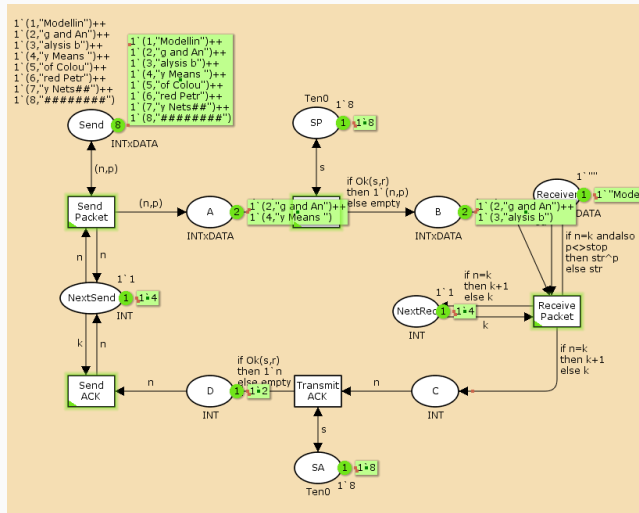 1`(1,"Modellin")++
1`(2,"g and An")++
1`(3,"alysis b")++
1`(4,"y Means ")++
1`(5,"of Colou")++
1`(6,"red Petr")++
1`(7,"y Nets##")++
1`(8,"########")
1`(1,"Modellin")++
1`(2,"g and An")++
1`(3,"alysis b")++
1`(4,"y Means ")++
1`(5,"of Colou")++
1`(6,"red Petr")++
1`(7,"y Nets##")++
1`(8,"########")
Send
8
INTxDATA
Ten0
1`8
SP
1
1`8
(n,p)
s
if Ok(s,r)
then 1`(n,p)
else empty
1`""
Send
Packet
(n,p)
A
2
1`(2,"g and An")++
1`(4,"y Means ")
INTxDATA
B
2
1`(2,"g and An")++
1`(3,"alysis b")
INTxDATA
1
1`"Mode
DATA
n
n
if n=k andalso
p<>stop
then str^p
else str
1`1
NextSend
1
1`4
INT
if n=k
then k+1
else k
1`1
1
1`4
INT
k
Receive
Packet
k
n
if n=k
then k+1
else k
Send
ACK
n
D
1
1`2
INT
if Ok(s,r)
then 1`n
else empty
Transmit
ACK
n
C
INT
s
SA
1
1`8
1`8
Ten0